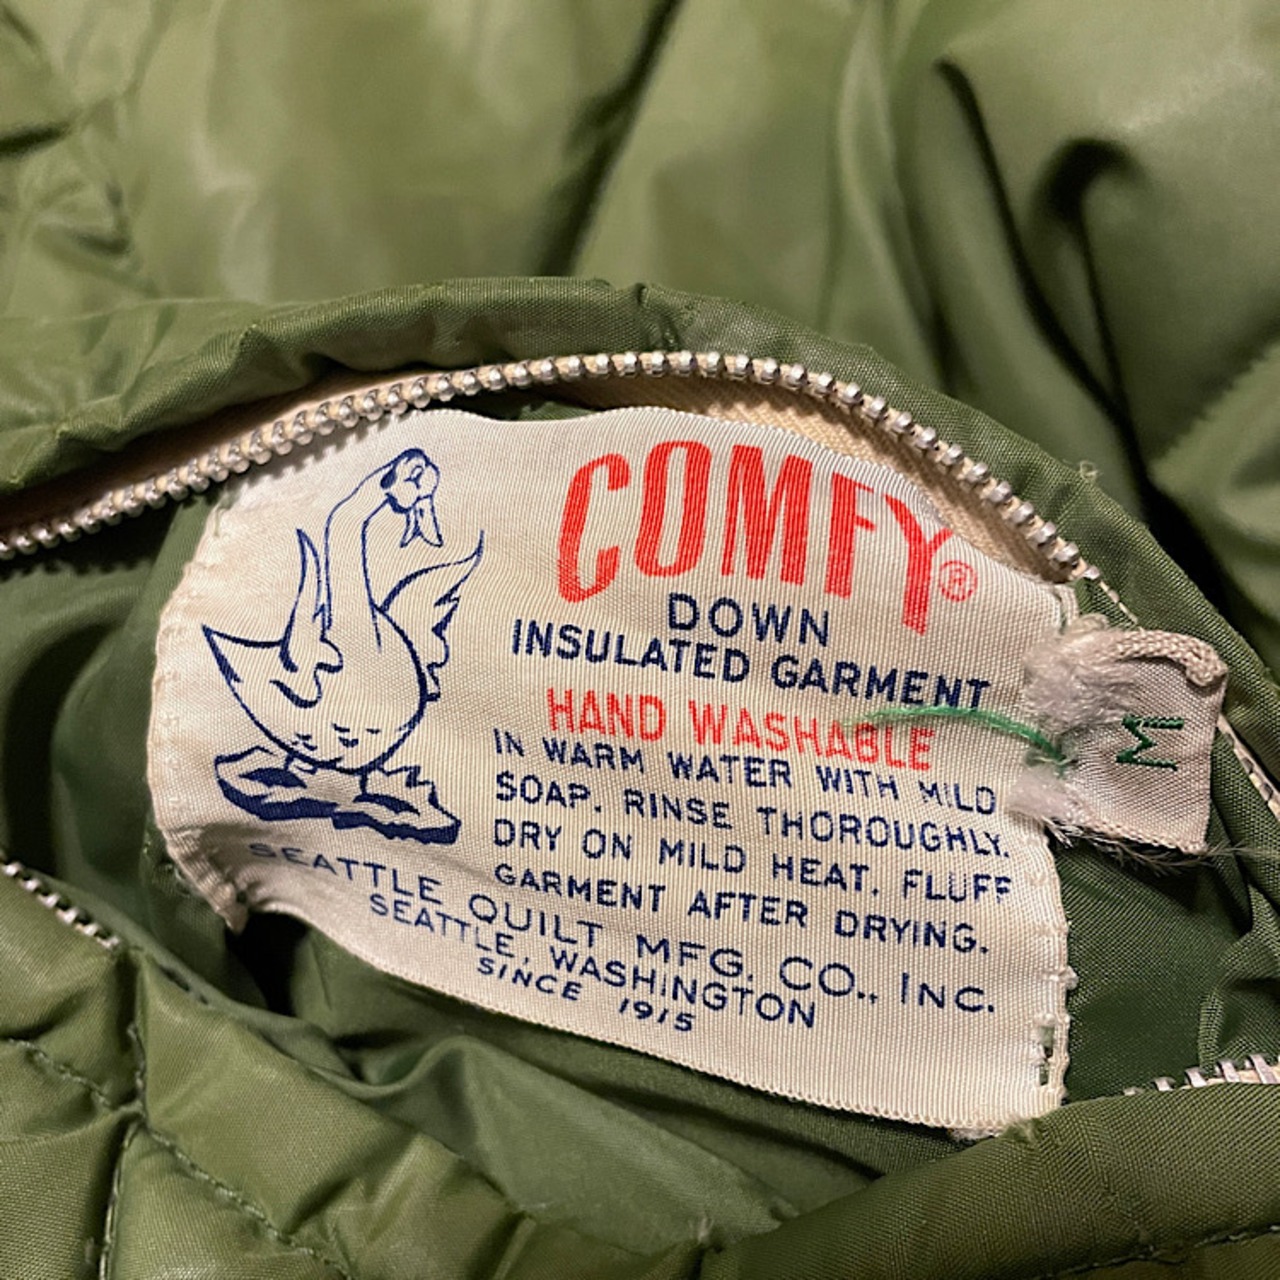 COMFY®
DOWN
INSULATED GARMENT
HAND WASHABLE
IN WARM WATER WITH MILD
SOAP. RINSE THOROUGHLY.
DRY ON MILD HEAT. FLUFF
GARMENT AFTER DRYING.
SEATTLE QUILT MFG. CO., INC.
SEATTLE, WASHINGTON
SINCE 1915
M